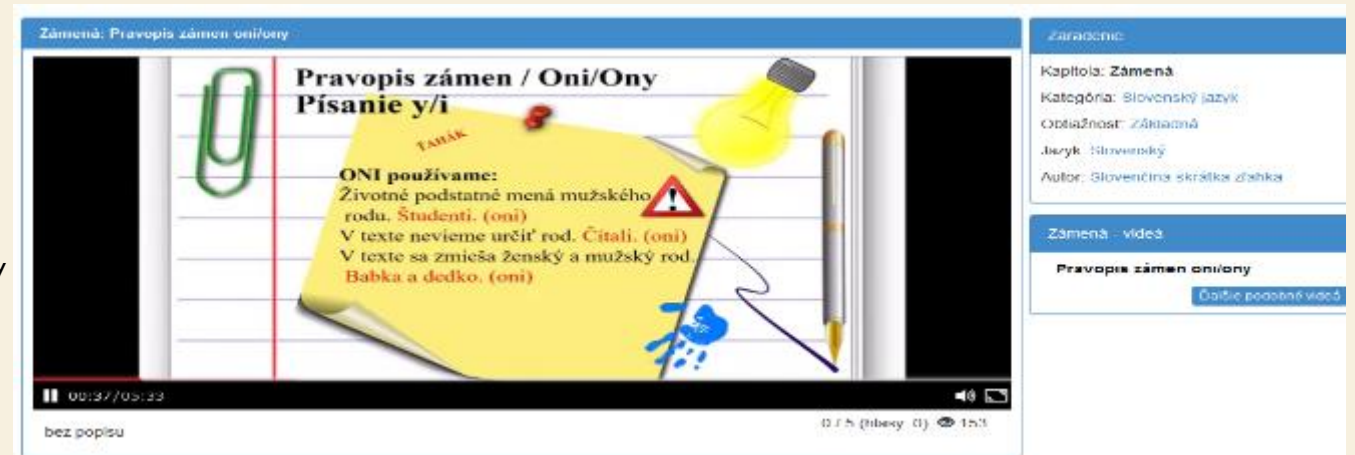 Zámená: Pravopis zámen oni/ony
Pravopis zámen / Oni/Ony
Písanie y/i
ŤAHÁK
ONI používame:
Životné podstatné mená mužského
rodu. Študenti. (oni)
V texte nevieme určiť rod. Čítali. (oni)
V texte sa zmieša ženský a mužský rod.
Babka a dedko. (oni)
00:37/05:33
bez popisu
0 / 5 (hlasy: 0) 153
Zaradenie
Kapitola: Zámená
Kategória: Slovenský jazyk
Obtiažnosť: Základná
Jazyk: Slovenský
Autor: Slovenčina skrátka zľahka
Zámená - videá
Pravopis zámen oni/ony
Ďalšie podobné videá
y